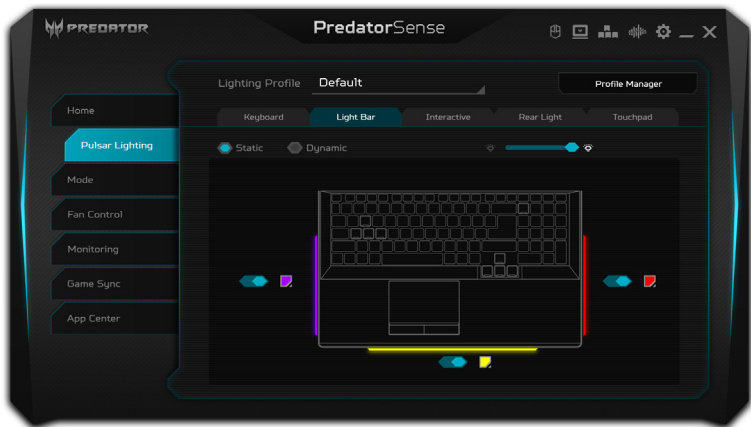 PREDATOR
PredatorSense
Lighting Profile
Default
Profile Manager
Home
Pulsar Lighting
Mode
Fan Control
Monitoring
Game Sync
App Center
Keyboard
Light Bar
Interactive
Rear Light
Touchpad
Static
Dynamic